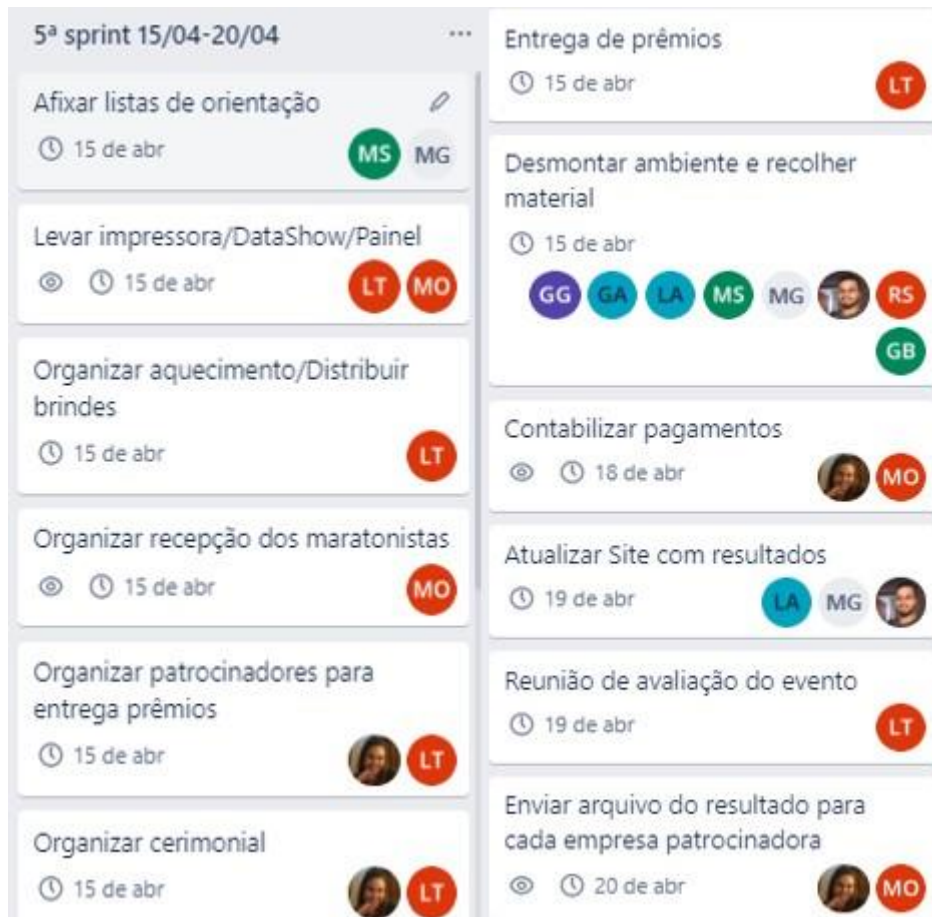 5ª sprint 15/04-20/04
Afixar listas de orientação
15 de abr
MS MG
Levar impressora/DataShow/Painel
15 de abr
LT MO
Organizar aquecimento/Distribuir
brindes
15 de abr
LT
Organizar recepção dos maratonistas
15 de abr
MO
Organizar patrocinadores para
entrega prêmios
15 de abr
LT
Organizar cerimonial
15 de abr
LT
Entrega de prêmios
15 de abr
LT
Desmontar ambiente e recolher
material
15 de abr
GG GA LA MS MG RS
GB
Contabilizar pagamentos
18 de abr
MO
Atualizar Site com resultados
19 de abr
LA MG
Reunião de avaliação do evento
19 de abr
LT
Enviar arquivo do resultado para
cada empresa patrocinadora
20 de abr
MO